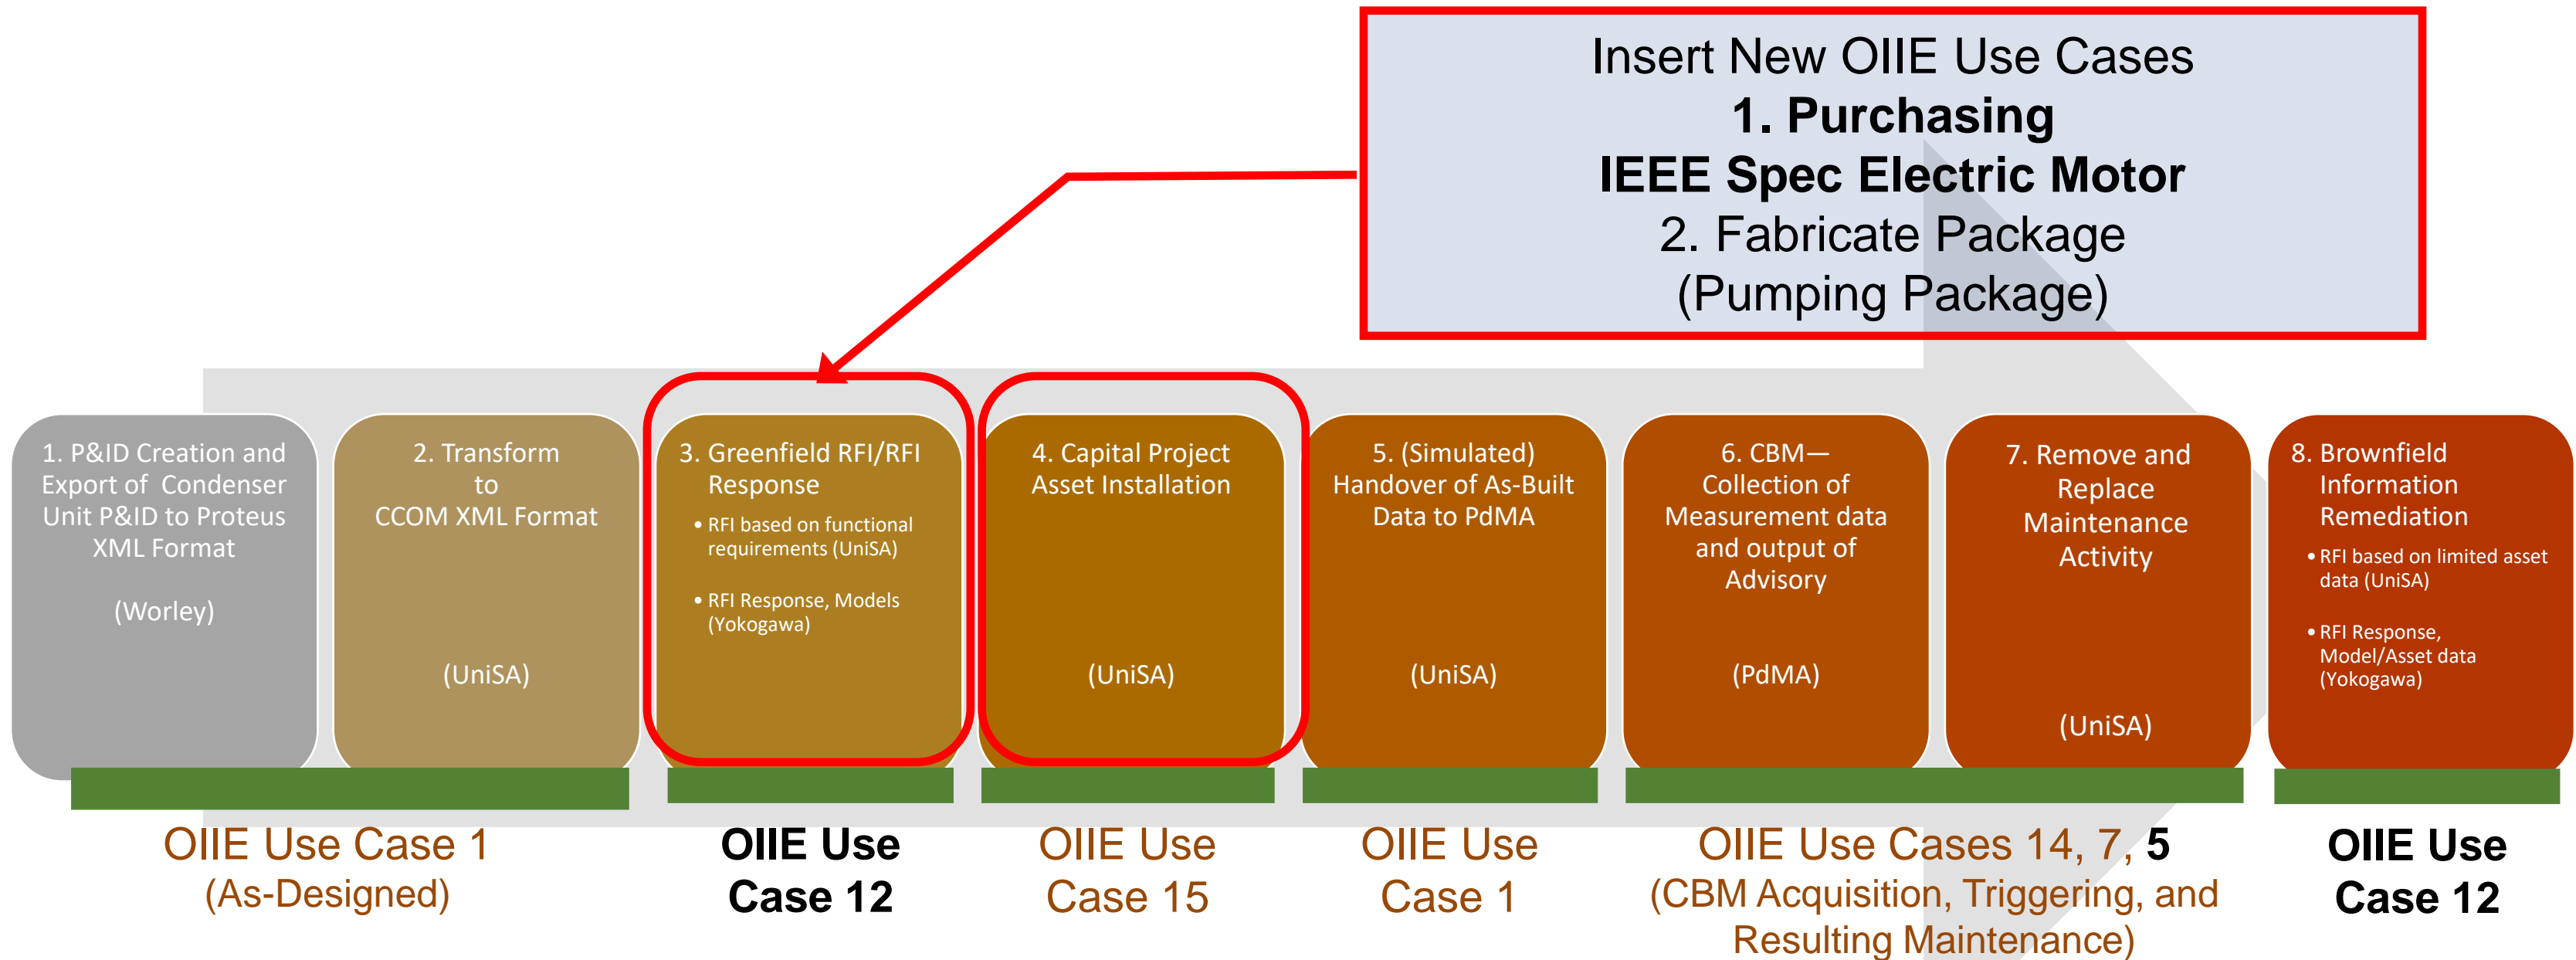 Insert New OIIE Use Cases
1. Purchasing
IEEE Spec Electric Motor
2. Fabricate Package
(Pumping Package)
1. P&ID Creation and
Export of Condenser
Unit P&ID to Proteus
XML Format
(Worley)
2. Transform
to
CCOM XML Format
(UniSA)
3. Greenfield RFI/RFI
Response
• RFI based on functional
requirements (UniSA)
• RFI Response, Models
(Yokogawa)
4. Capital Project
Asset Installation
(UniSA)
5. (Simulated)
Handover of As-Built
Data to PdMA
(UniSA)
6. CBM—
Collection of
Measurement data
and output of
Advisory
(PdMA)
7. Remove and
Replace
Maintenance
Activity
(UniSA)
8. Brownfield
Information
Remediation
• RFI based on limited asset
data (UniSA)
• RFI Response,
Model/Asset data
(Yokogawa)
OIIE Use Case 1
(As-Designed)
OIIE Use
Case 12
OIIE Use
Case 15
OIIE Use
Case 1
OIIE Use Cases 14, 7, 5
(CBM Acquisition, Triggering, and
Resulting Maintenance)
OIIE Use
Case 12